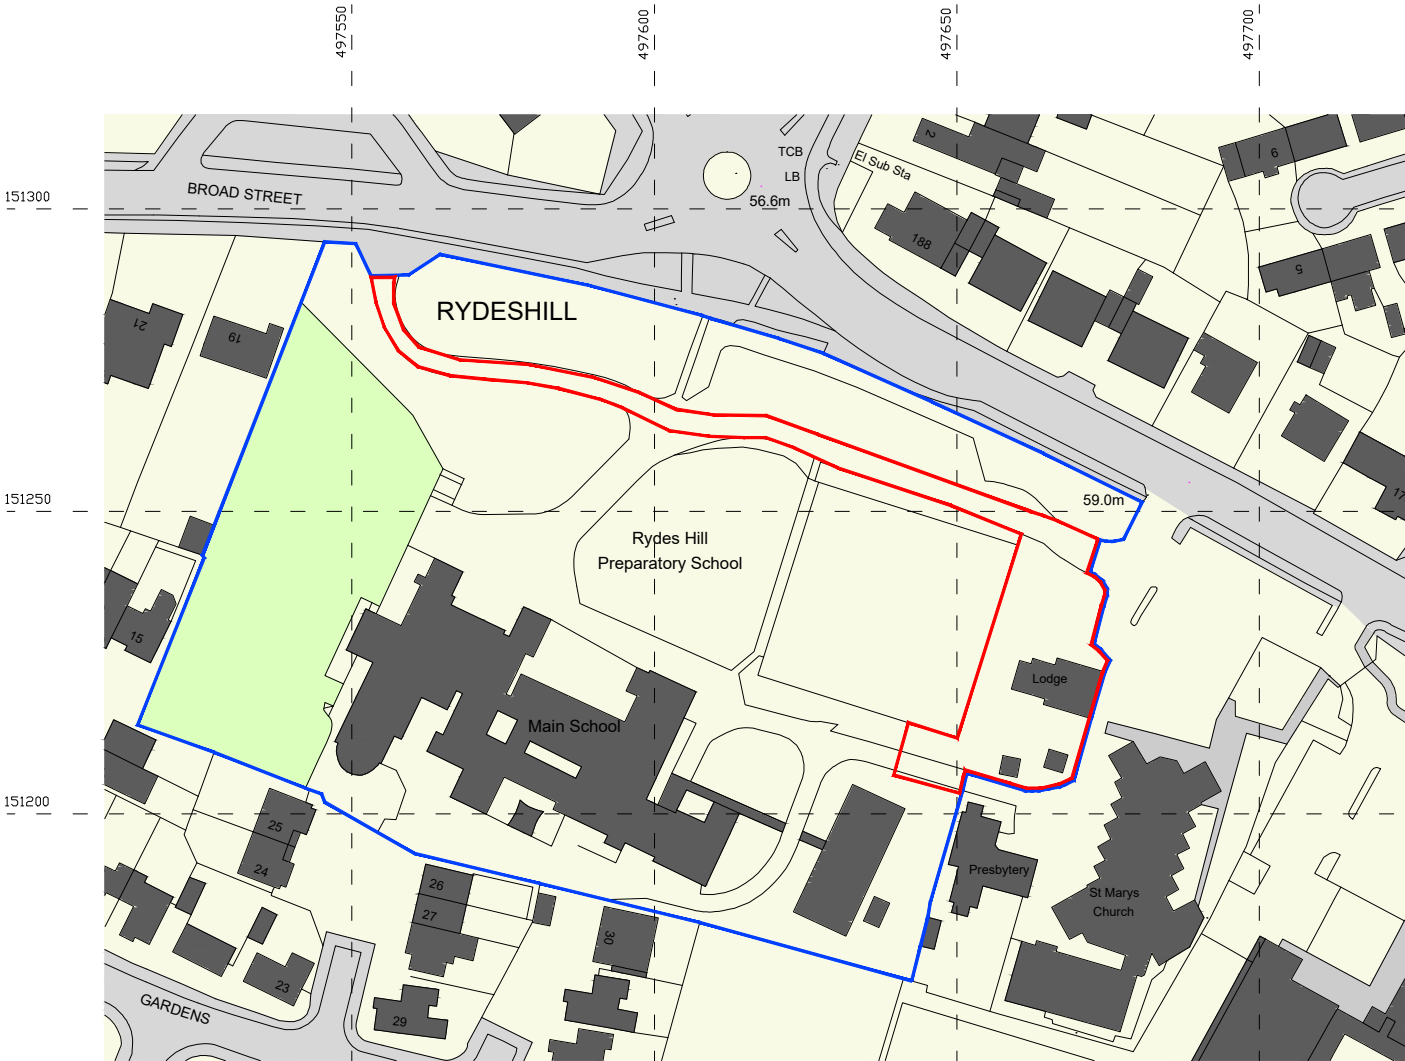 497550
497600
497650
497700
151300
151250
151200
BROAD STREET
TCB
LB
56.6m
El Sub Sta
2
9
188
5
21
19
RYDESHILL
17
59.0m
Rydes Hill
Preparatory School
15
Lodge
Main School
25
24
26
27
30
Presbytery
St Marys
Church
23
29
GARDENS